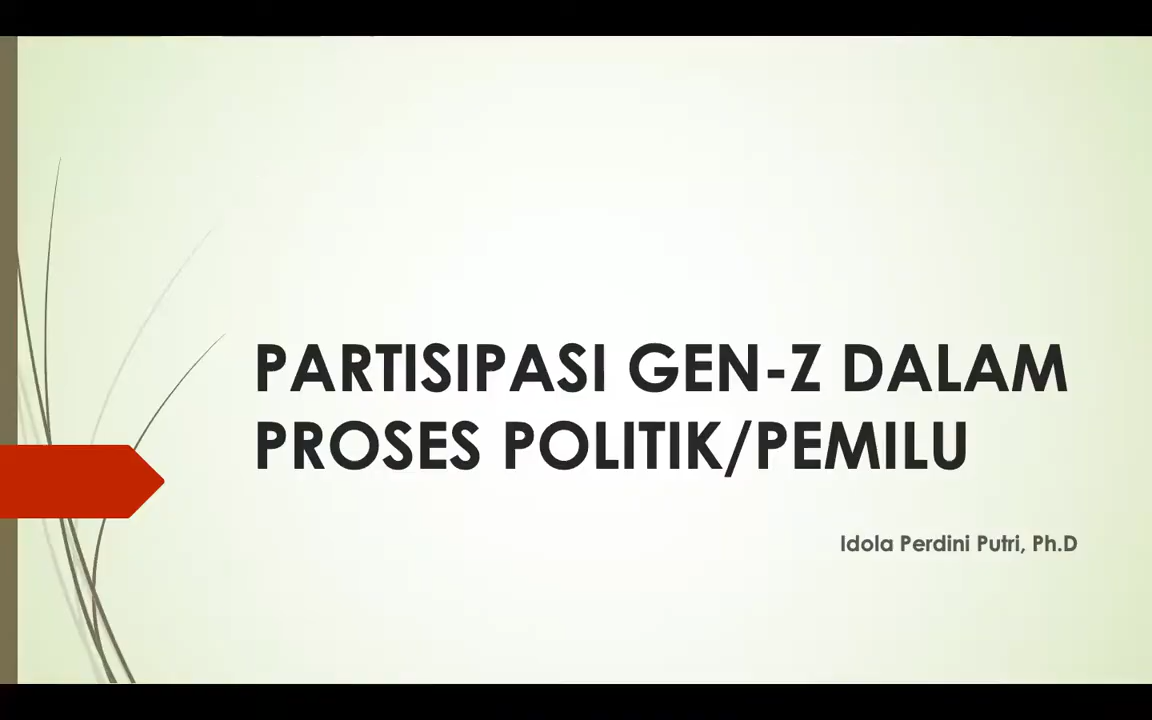 PARTISIPASI GEN-Z DALAM
PROSES POLITIK/PEMILU
Idola Perdini Putri, Ph.D